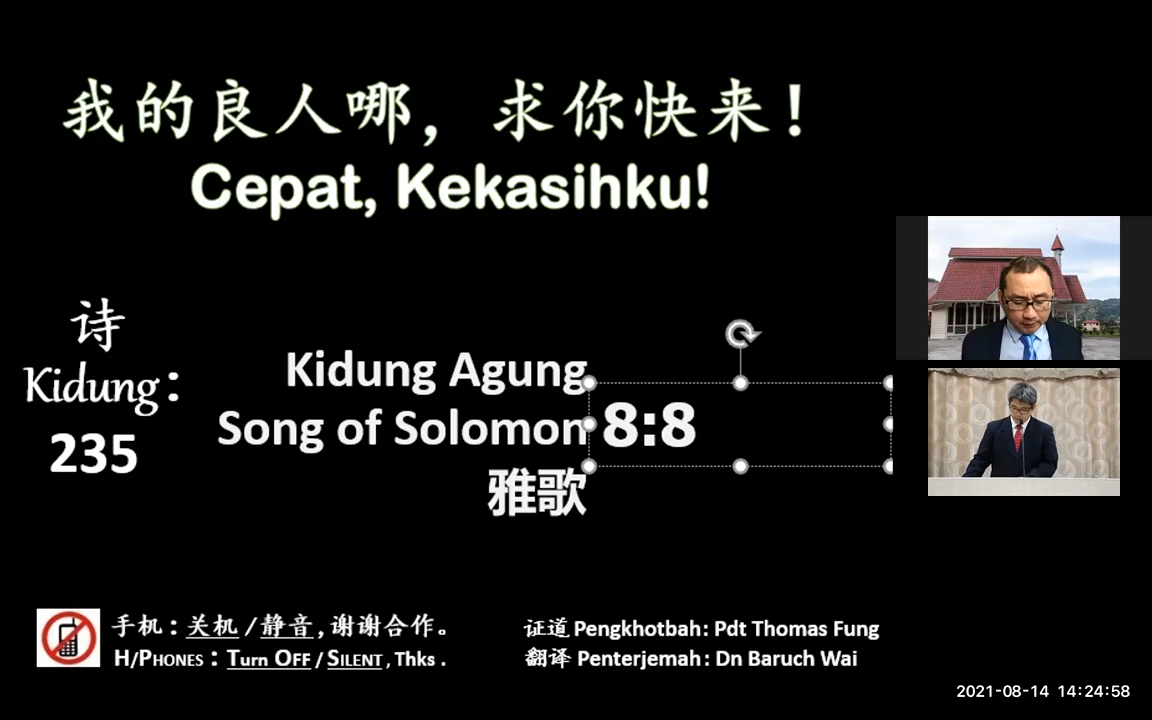 我的良人哪，求你快来！
Cepat, Kekasihku!
诗
Kidung：
235
Kidung Agung
Song of Solomon 8:8
雅歌
手机：关机 / 静音，谢谢合作。
H/PHONES：Turn OFF / SILENT , Thks .
证道 Pengkhotbah: Pdt Thomas Fung
翻译 Penterjemah: Dn Baruch Wai
2021-08-14 14:24:58